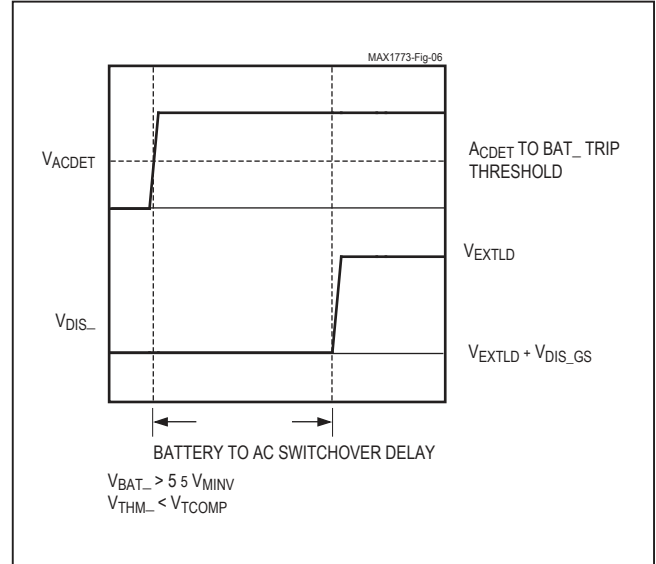 MAX1773-Fig-06
VACDET
ACDET TO BAT_ TRIP
THRESHOLD
VEXTLD
VDIS_
VEXTLD + VDIS_GS
BATTERY TO AC SWITCHOVER DELAY
VBAT_ > 5 5 VMINV
VTHM_ < VTCOMP